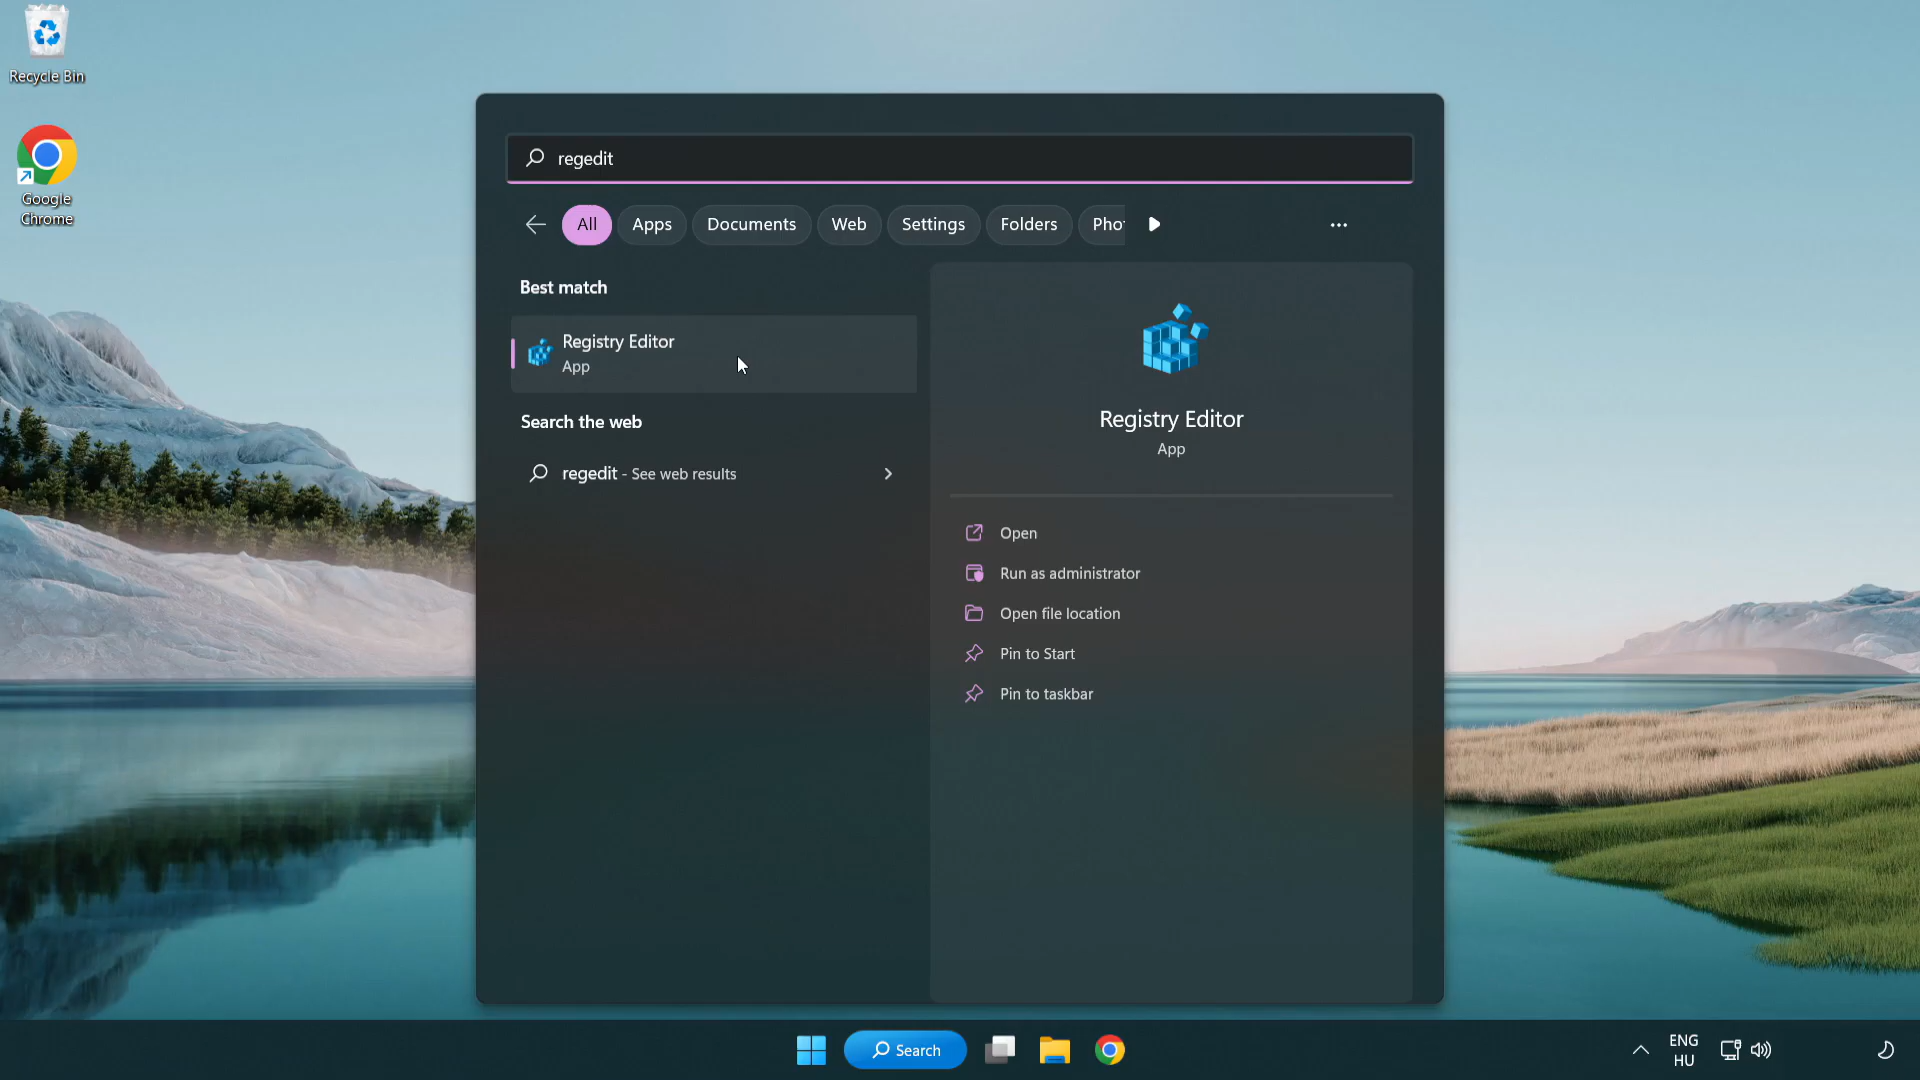 Recycle Bin
Google
Chrome
regedit
All
Apps
Documents
Web
Settings
Folders
Pho
Best match
Registry Editor
App
Search the web
regedit - See web results
Registry Editor
App
Open
Run as administrator
Open file location
Pin to Start
Pin to taskbar
Search
ENG
HU